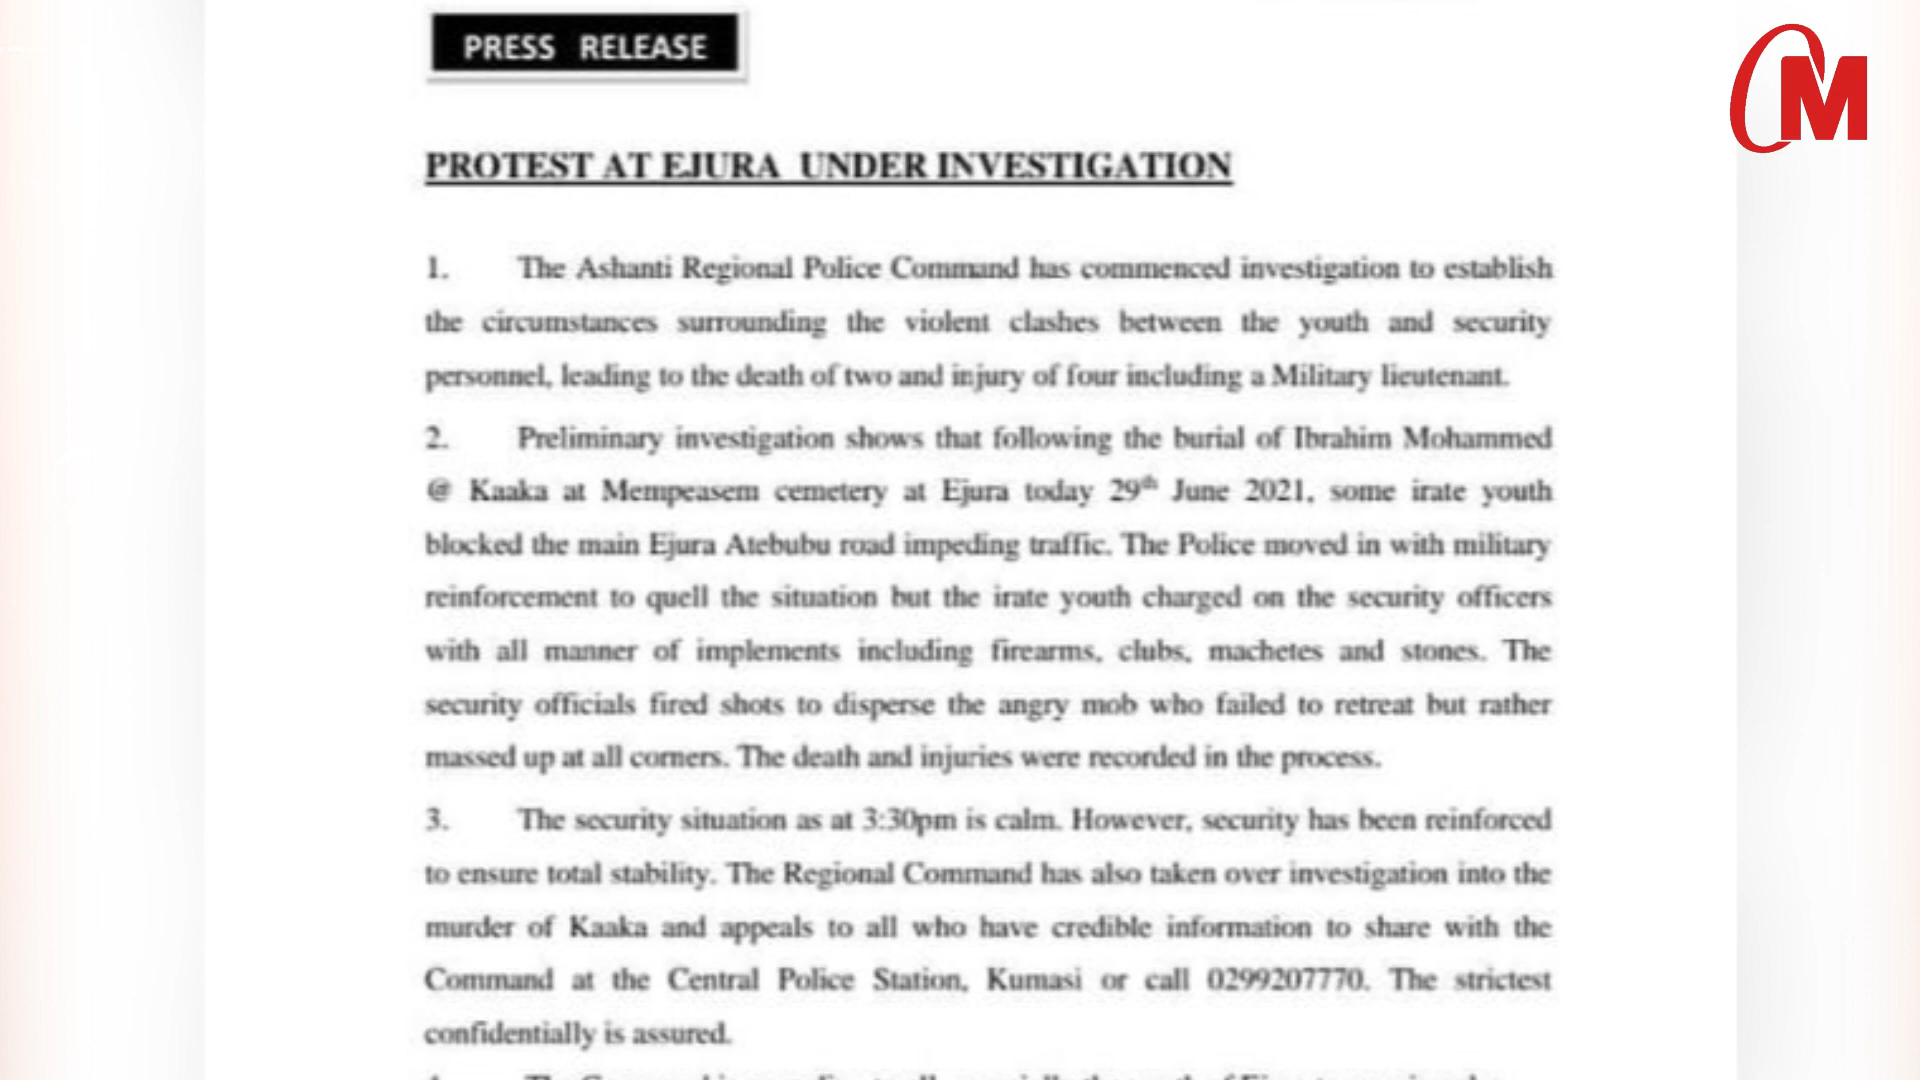 PRESS RELEASE
M
PROTEST AT EJURA UNDER INVESTIGATION
1. The Ashanti Regional Police Command has commenced investigation to establish
the circumstances surrounding the violent clashes between the youth and security
personnel, leading to the death of two and injury of four including a Military lieutenant.
2. Preliminary investigation shows that following the burial of Ibrahim Mohammed
@ Kaaka at Mempeasem cemetery at Ejura today 29th June 2021, some irate youth
blocked the main Ejura Atebubu road impeding traffic. The Police moved in with military
reinforcement to quell the situation but the irate youth charged on the security officers
with all manner of implements including firearms, clubs, machetes and stones. The
security officials fired shots to disperse the angry mob who failed to retreat but rather
massed up at all corners. The death and injuries were recorded in the process.
3. The security situation as at 3:30pm is calm. However, security has been reinforced
to ensure total stability. The Regional Command has also taken over investigation into the
murder of Kaaka and appeals to all who have credible information to share with the
Command at the Central Police Station, Kumasi or call 0299207770. The strictest
confidentially is assured.